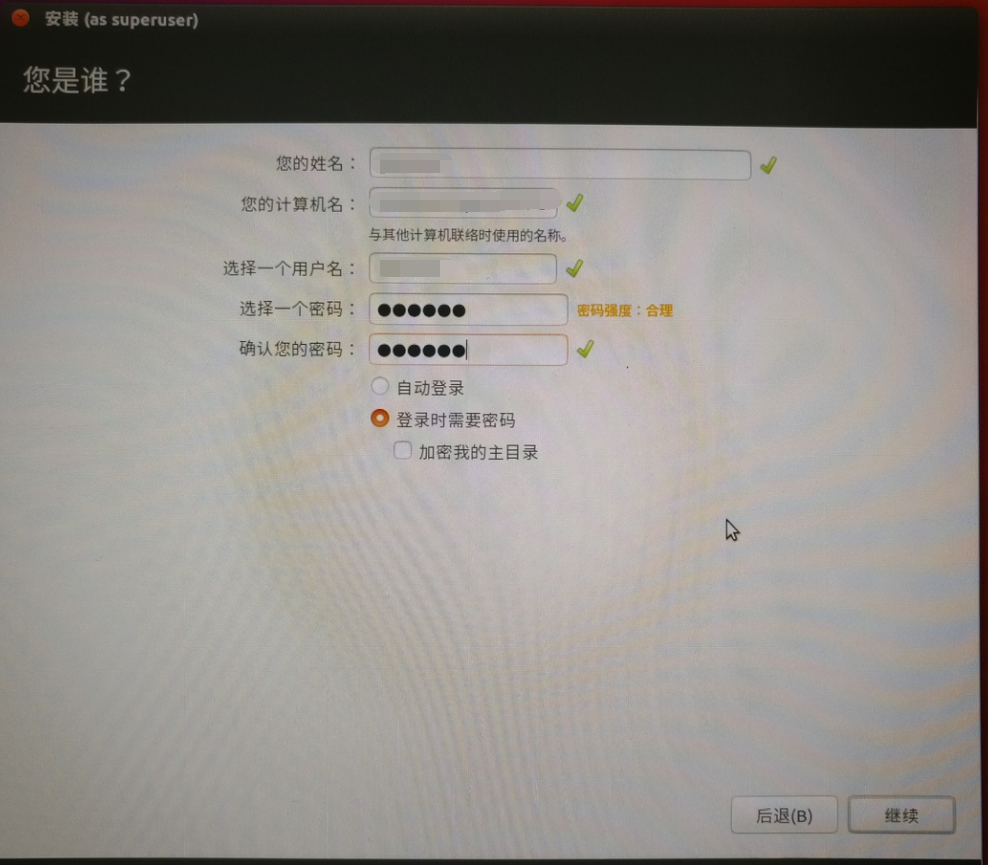 安装 (as superuser)
您是谁？
您的姓名：
您的计算机名：
与其他计算机联络时使用的名称。
选择一个用户名：
选择一个密码：●●●●●● 密码强度：合理
确认您的密码：●●●●●●
自动登录
登录时需要密码
加密我的主目录
后退(B) 继续